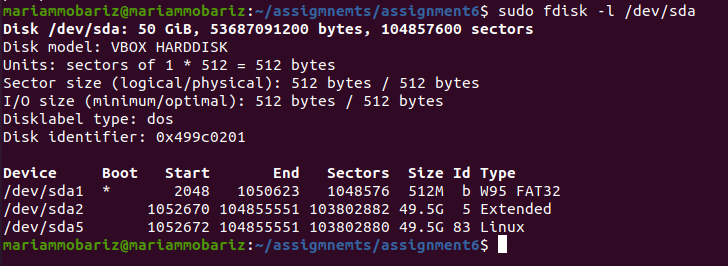 mariammobariz@mariammobariz:~/assigmnemts/assignment6$ sudo fdisk -l /dev/sda
Disk /dev/sda: 50 GiB, 53687091200 bytes, 104857600 sectors
Disk model: VBOX HARDDISK
Units: sectors of 1 * 512 = 512 bytes
Sector size (logical/physical): 512 bytes / 512 bytes
I/O size (minimum/optimal): 512 bytes / 512 bytes
Disklabel type: dos
Disk identifier: 0x499c0201
Device     Boot   Start       End   Sectors  Size Id Type
/dev/sda1  *       2048   1050623   1048576  512M  b W95 FAT32
/dev/sda2       1052670 104855551 103802882 49.5G  5 Extended
/dev/sda5       1052672 104855551 103802880 49.5G 83 Linux
mariammobariz@mariammobariz:~/assigmnemts/assignment6$